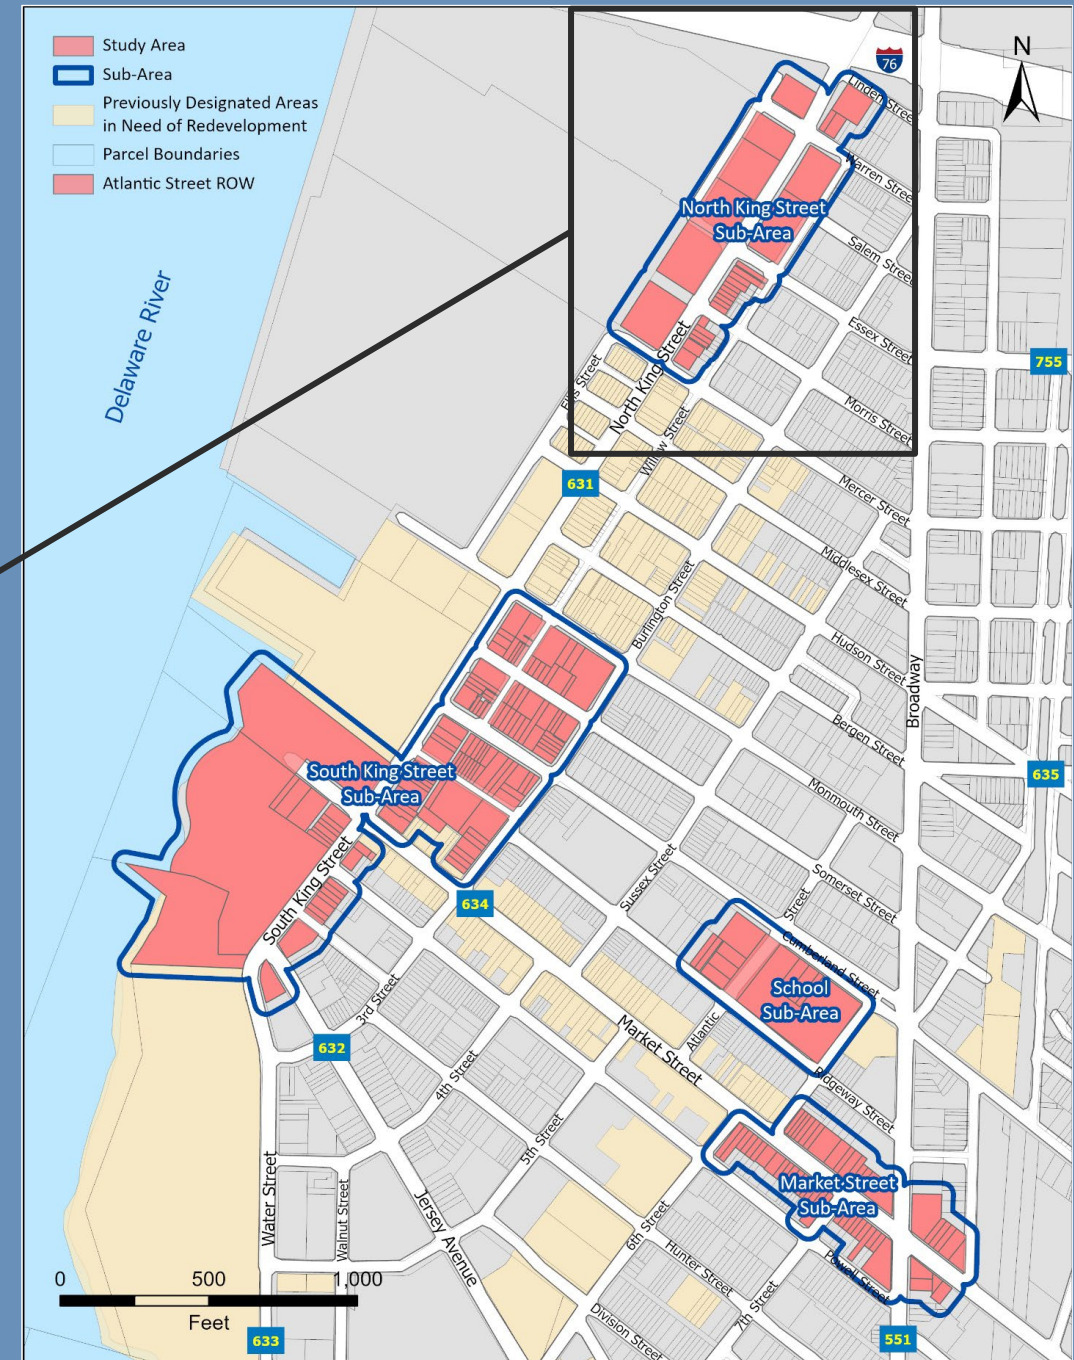 Study Area
Sub-Area
Previously Designated Areas
in Need of Redevelopment
Parcel Boundaries
Atlantic Street ROW
N
76
Linden Street
Warren Street
North King Street
Sub-Area
Salem Street
Essex Street
755
Delaware River
Ellis Street
North King Street
Willow Street
Morris Street
631
Mercer Street
Middlesex Street
Burlington Street
Hudson Street
Broadway
Bergen Street
South King Street
Sub-Area
635
Monmouth Street
South King Street
Sussex Street
Somerset Street
634
Street
Cumberland Street
School
Sub-Area
3rd Street
632
Atlantic
Market Street
4th Street
Ridgeway Street
5th Street
Market Street
Sub-Area
Water Street
Walnut Street
Jersey Avenue
6th Street
Hunter Street
Powell Street
0 500 1,000
Feet
7th Street
Division Street
633
551